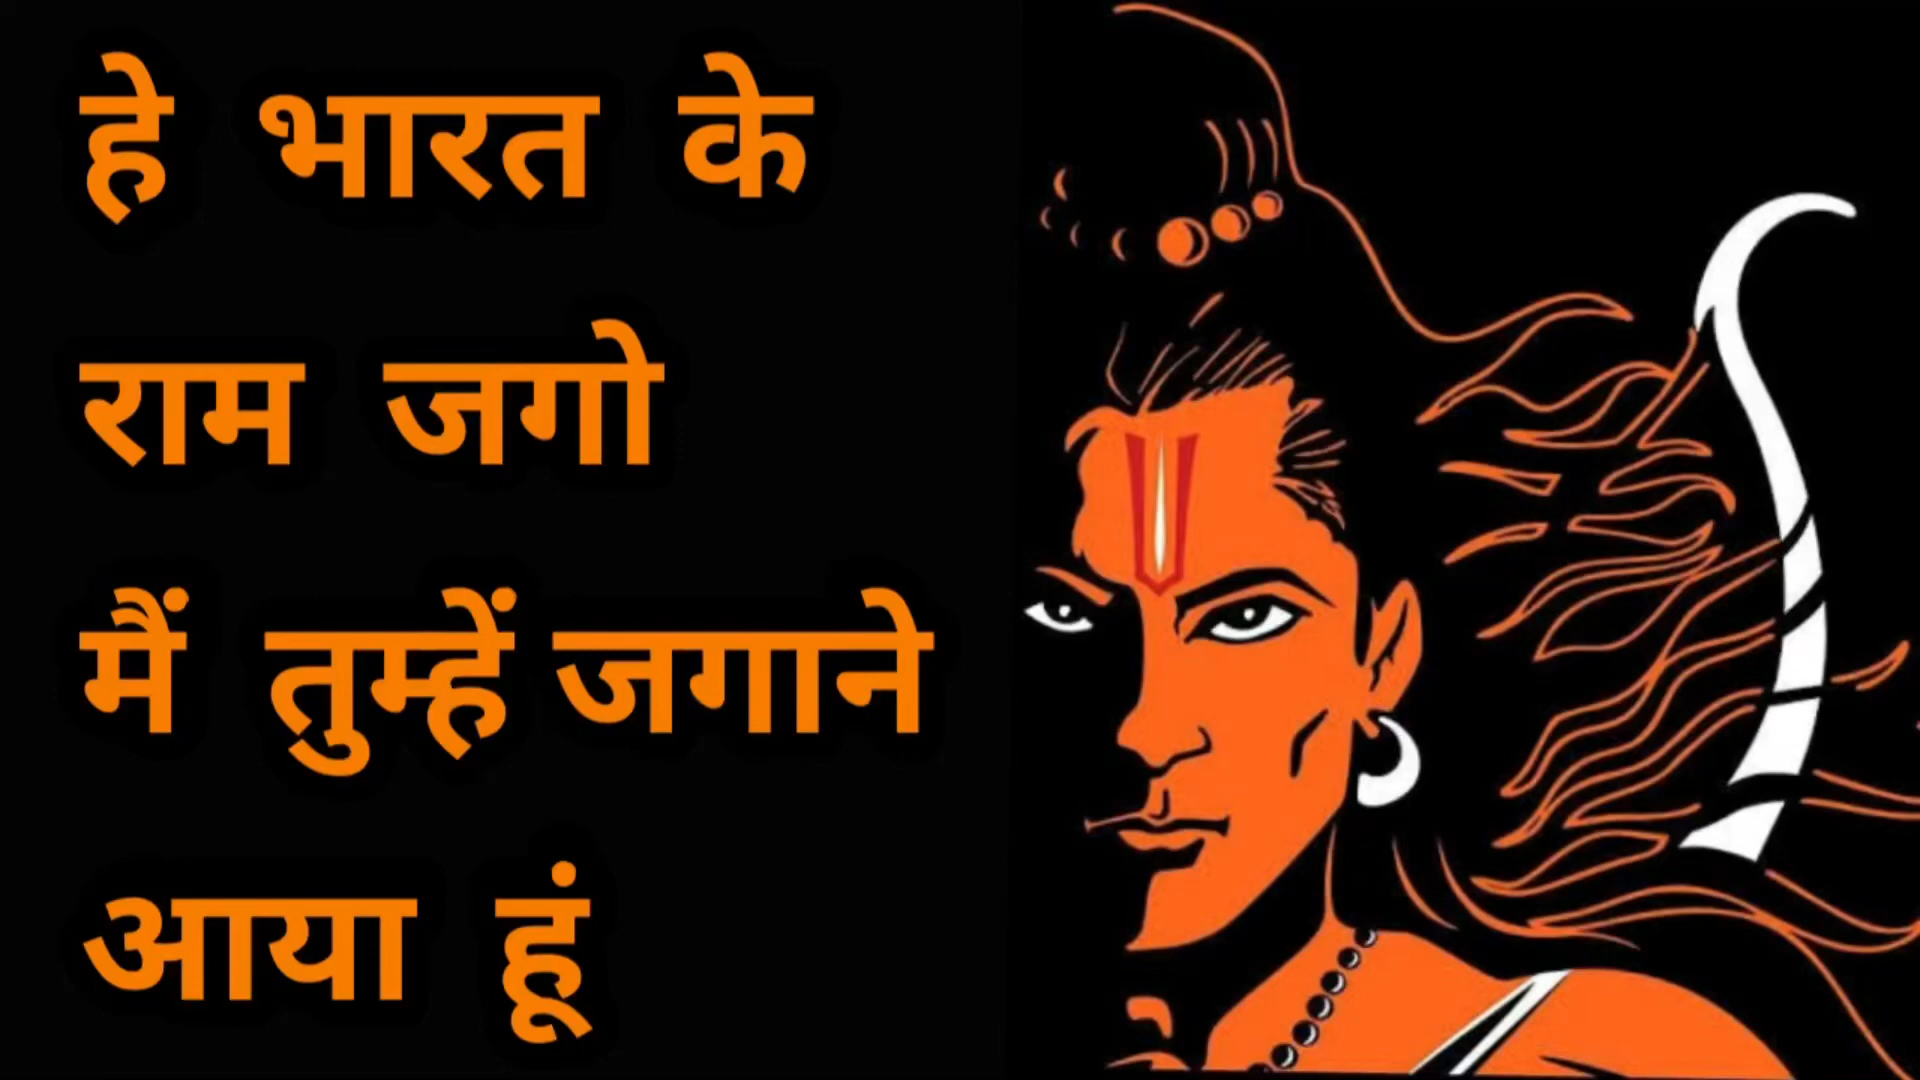 हे भारत के
राम जगो
मैं तुम्हें जगाने
आया हूं